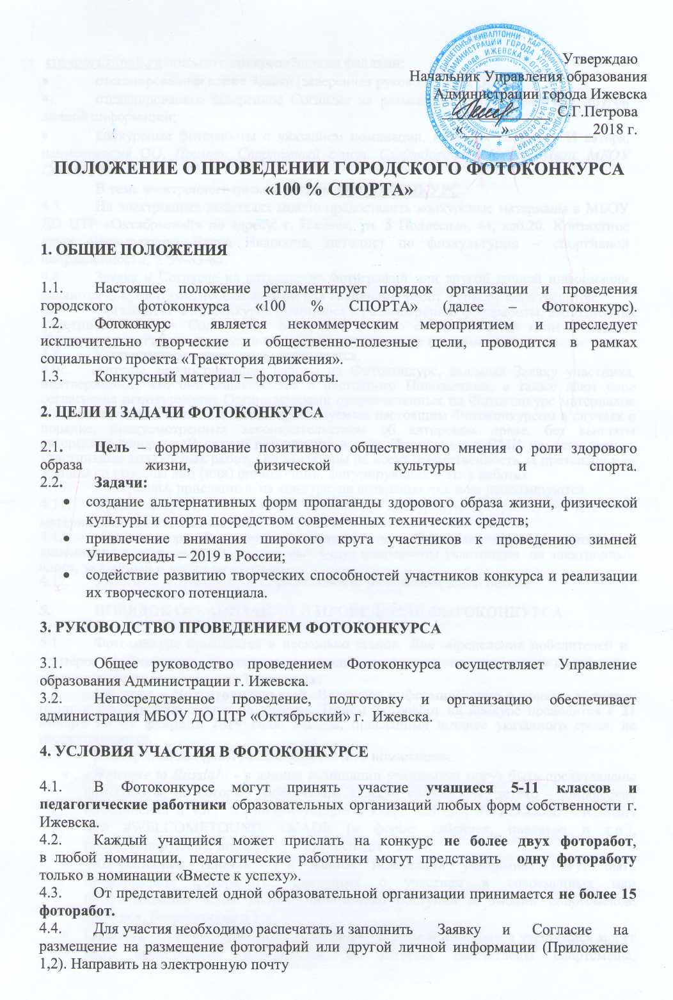 Утверждаю
Начальник Управления образования
Администрации города Ижевска
С.Г.Петрова
«        »                    2018 г.
ПОЛОЖЕНИЕ О ПРОВЕДЕНИИ ГОРОДСКОГО ФОТОКОНКУРСА
«100 % СПОРТА»
1. ОБЩИЕ ПОЛОЖЕНИЯ
1.1. Настоящее положение регламентирует порядок организации и проведения
городского фотоконкурса «100 % СПОРТА» (далее – Фотоконкурс).
1.2. Фотоконкурс является некоммерческим мероприятием и преследует
исключительно творческие и общественно-полезные цели, проводится в рамках
социального проекта «Траектория движения».
1.3. Конкурсный материал – фотоработы.
2. ЦЕЛИ И ЗАДАЧИ ФОТОКОНКУРСА
2.1. Цель – формирование позитивного общественного мнения о роли здорового
образа жизни, физической культуры и спорта.
2.2. Задачи:
• создание альтернативных форм пропаганды здорового образа жизни, физической
культуры и спорта посредством современных технических средств;
• привлечение внимания широкого круга участников к проведению зимней
Универсиады – 2019 в России;
• содействие развитию творческих способностей участников конкурса и реализации
их творческого потенциала.
3. РУКОВОДСТВО ПРОВЕДЕНИЕМ ФОТОКОНКУРСА
3.1. Общее руководство проведением Фотоконкурса осуществляет Управление
образования Администрации г. Ижевска.
3.2. Непосредственное проведение, подготовку и организацию обеспечивает
администрация МБОУ ДО ЦТР «Октябрьский» г. Ижевска.
4. УСЛОВИЯ УЧАСТИЯ В ФОТОКОНКУРСЕ
4.1. В Фотоконкурсе могут принять участие учащиеся 5-11 классов и
педагогические работники образовательных организаций любых форм собственности г.
Ижевска.
4.2. Каждый учащийся может прислать на конкурс не более двух фоторабот,
в любой номинации, педагогические работники могут представить одну фотоработу
только в номинации «Вместе к успеху».
4.3. От представителей одной образовательной организации принимается не более 15
фоторабот.
4.4. Для участия необходимо распечатать и заполнить Заявку и Согласие на
размещение на размещение фотографий или другой личной информации (Приложение
1,2). Направить на электронную почту